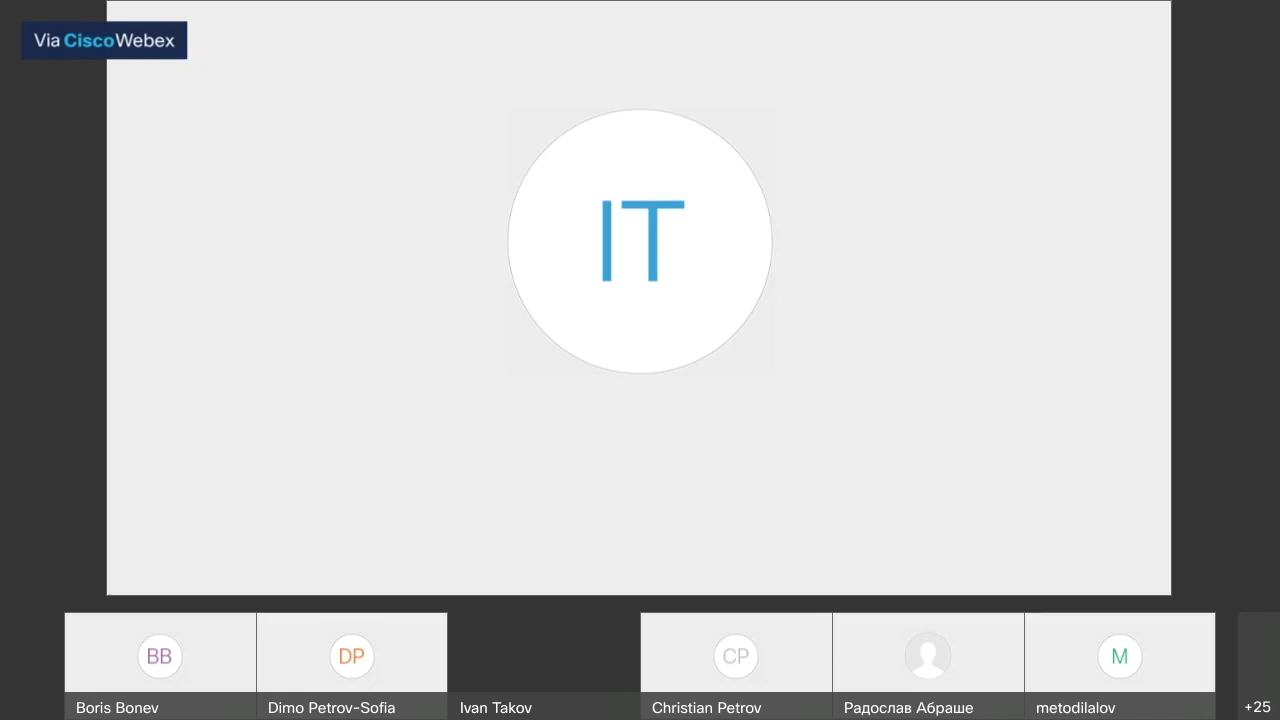 Via CiscoWebex
IT
BB
DP
CP
M
Boris Bonev
Dimo Petrov-Sofia
Ivan Takov
Christian Petrov
Радослав Абраше
metodilalov
+25